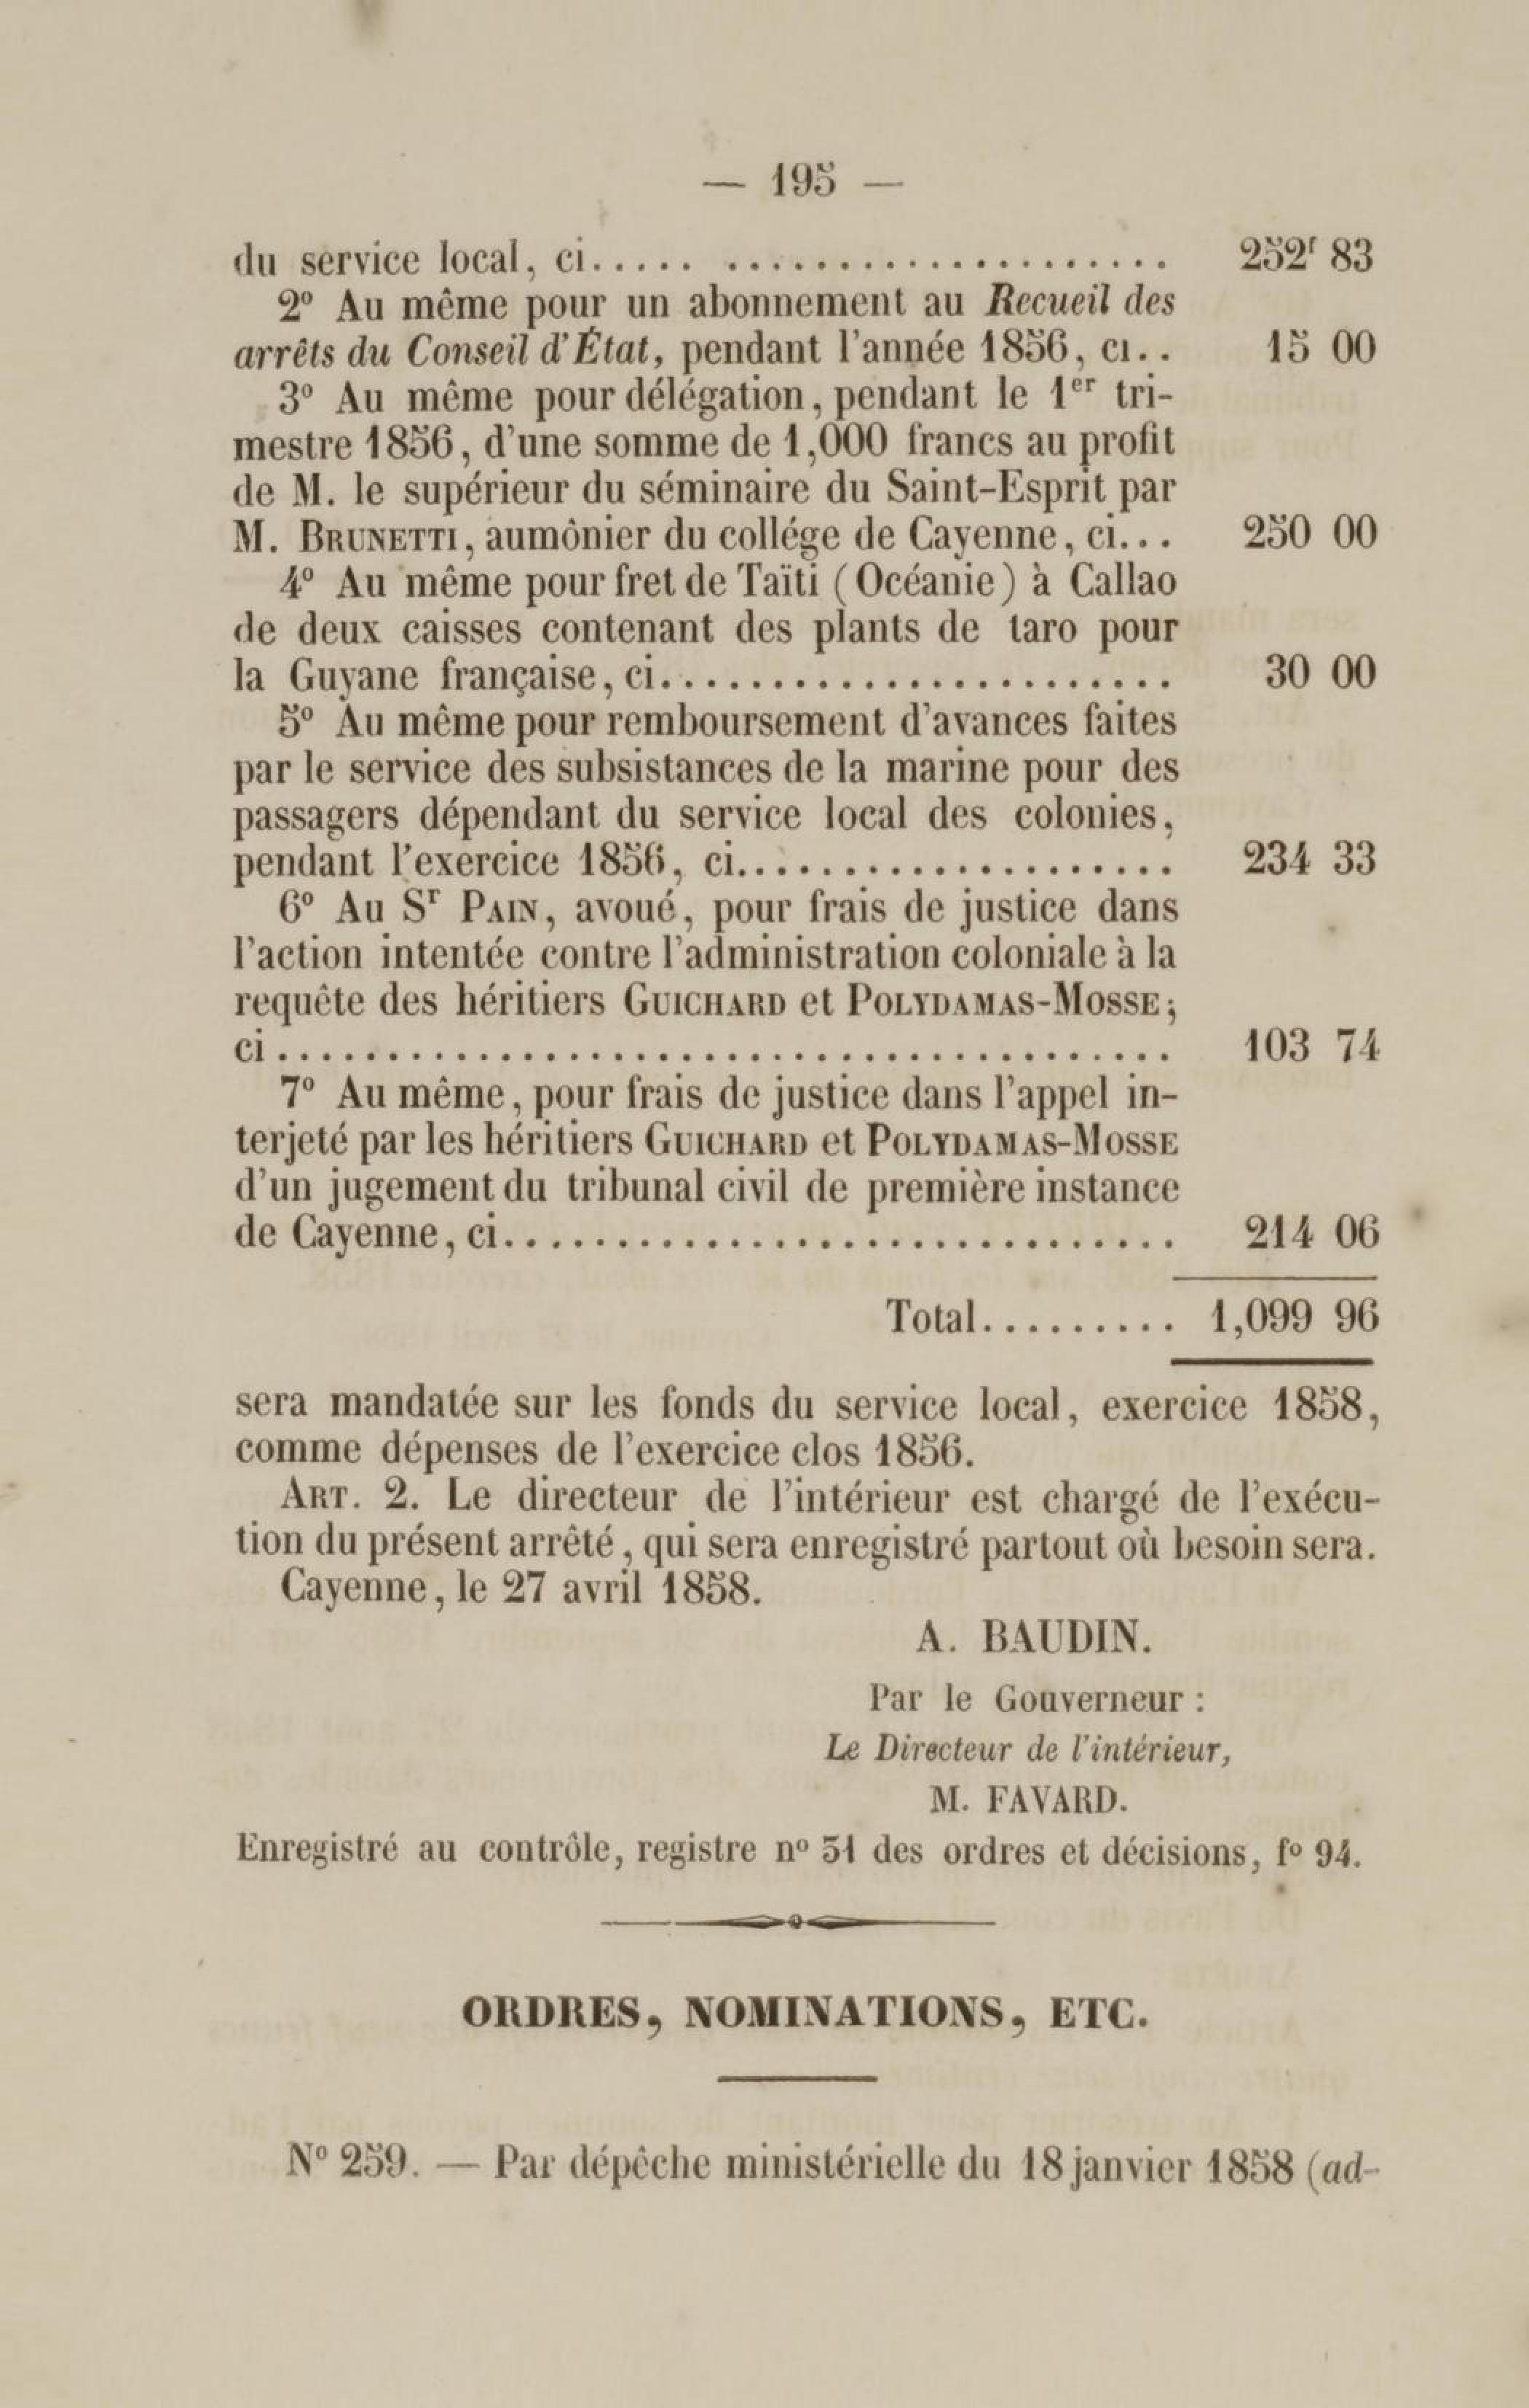 — 195 —
du service local, ci..... .................... 252f 83
2º Au même pour un abonnement au Recueil des
arrêts du Conseil d'État, pendant l'année 1856, ci.. 15 00
3º Au même pour délégation, pendant le 1er tri-
mestre 1856, d'une somme de 1,000 francs au profit
de M. le supérieur du séminaire du Saint-Esprit par
M. BRUNETTI, aumônier du collége de Cayenne, ci... 250 00
4º Au même pour fret de Taïti (Océanie) à Callao
de deux caisses contenant des plants de taro pour
la Guyane française, ci....................... 30 00
5º Au même pour remboursement d'avances faites
par le service des subsistances de la marine pour des
passagers dépendant du service local des colonies,
pendant l'exercice 1856, ci................... 234 33
6º Au Sr PAIN, avoué, pour frais de justice dans
l'action intentée contre l'administration coloniale à la
requête des héritiers GUICHARD et POLYDAMAS-MOSSE;
ci....................................... 103 74
7º Au même, pour frais de justice dans l'appel in-
terjeté par les héritiers GUICHARD et POLYDAMAS-MOSSE
d'un jugement du tribunal civil de première instance
de Cayenne, ci.............................. 214 06
Total......... 1,099 96
sera mandatée sur les fonds du service local, exercice 1858,
comme dépenses de l'exercice clos 1856.
ART. 2. Le directeur de l'intérieur est chargé de l'exécu-
tion du présent arrêté, qui sera enregistré partout où besoin sera.
Cayenne, le 27 avril 1858.
A. BAUDIN.
Par le Gouverneur :
Le Directeur de l'intérieur,
M. FAVARD.
Enregistré au contrôle, registre nº 51 des ordres et décisions, fº 94.
ORDRES, NOMINATIONS, ETC.
Nº 259. — Par dépêche ministérielle du 18 janvier 1858 (ad-